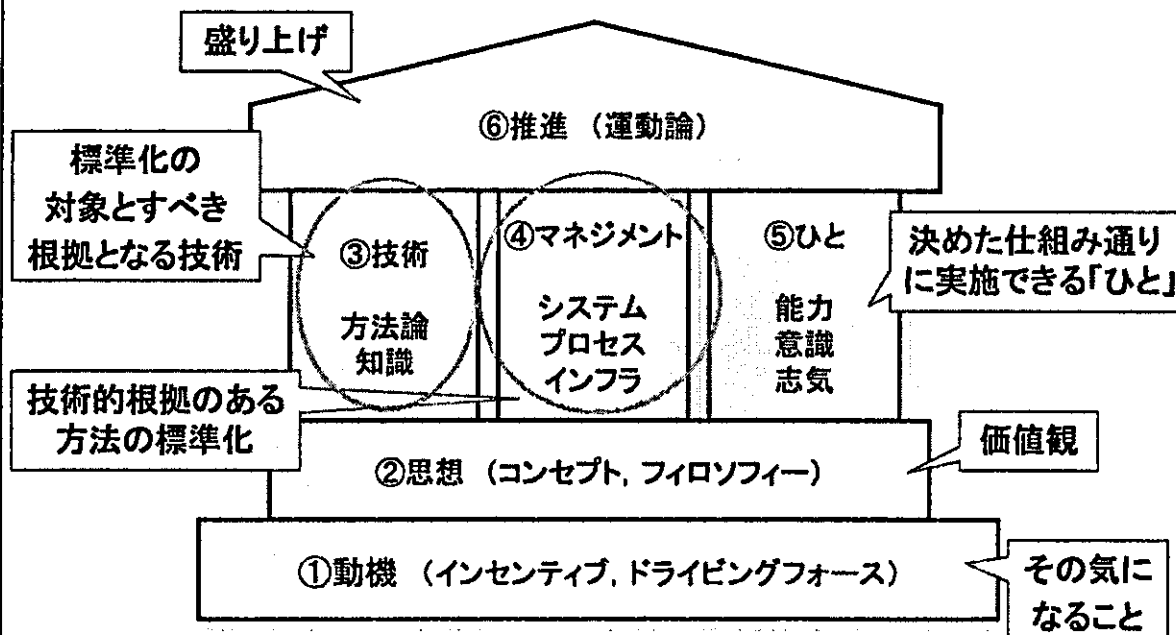 盛り上げ
⑥推進 （運動論）
標準化の
対象とすべき
根拠となる技術
③技術
方法論
知識
④マネジメント
システム
プロセス
インフラ
⑤ひと
能力
意識
志気
決めた仕組み通り
に実施できる「ひと」
技術的根拠のある
方法の標準化
②思想 （コンセプト, フィロソフィー）
価値観
①動機 （インセンティブ, ドライビングフォース）
その気に
なること